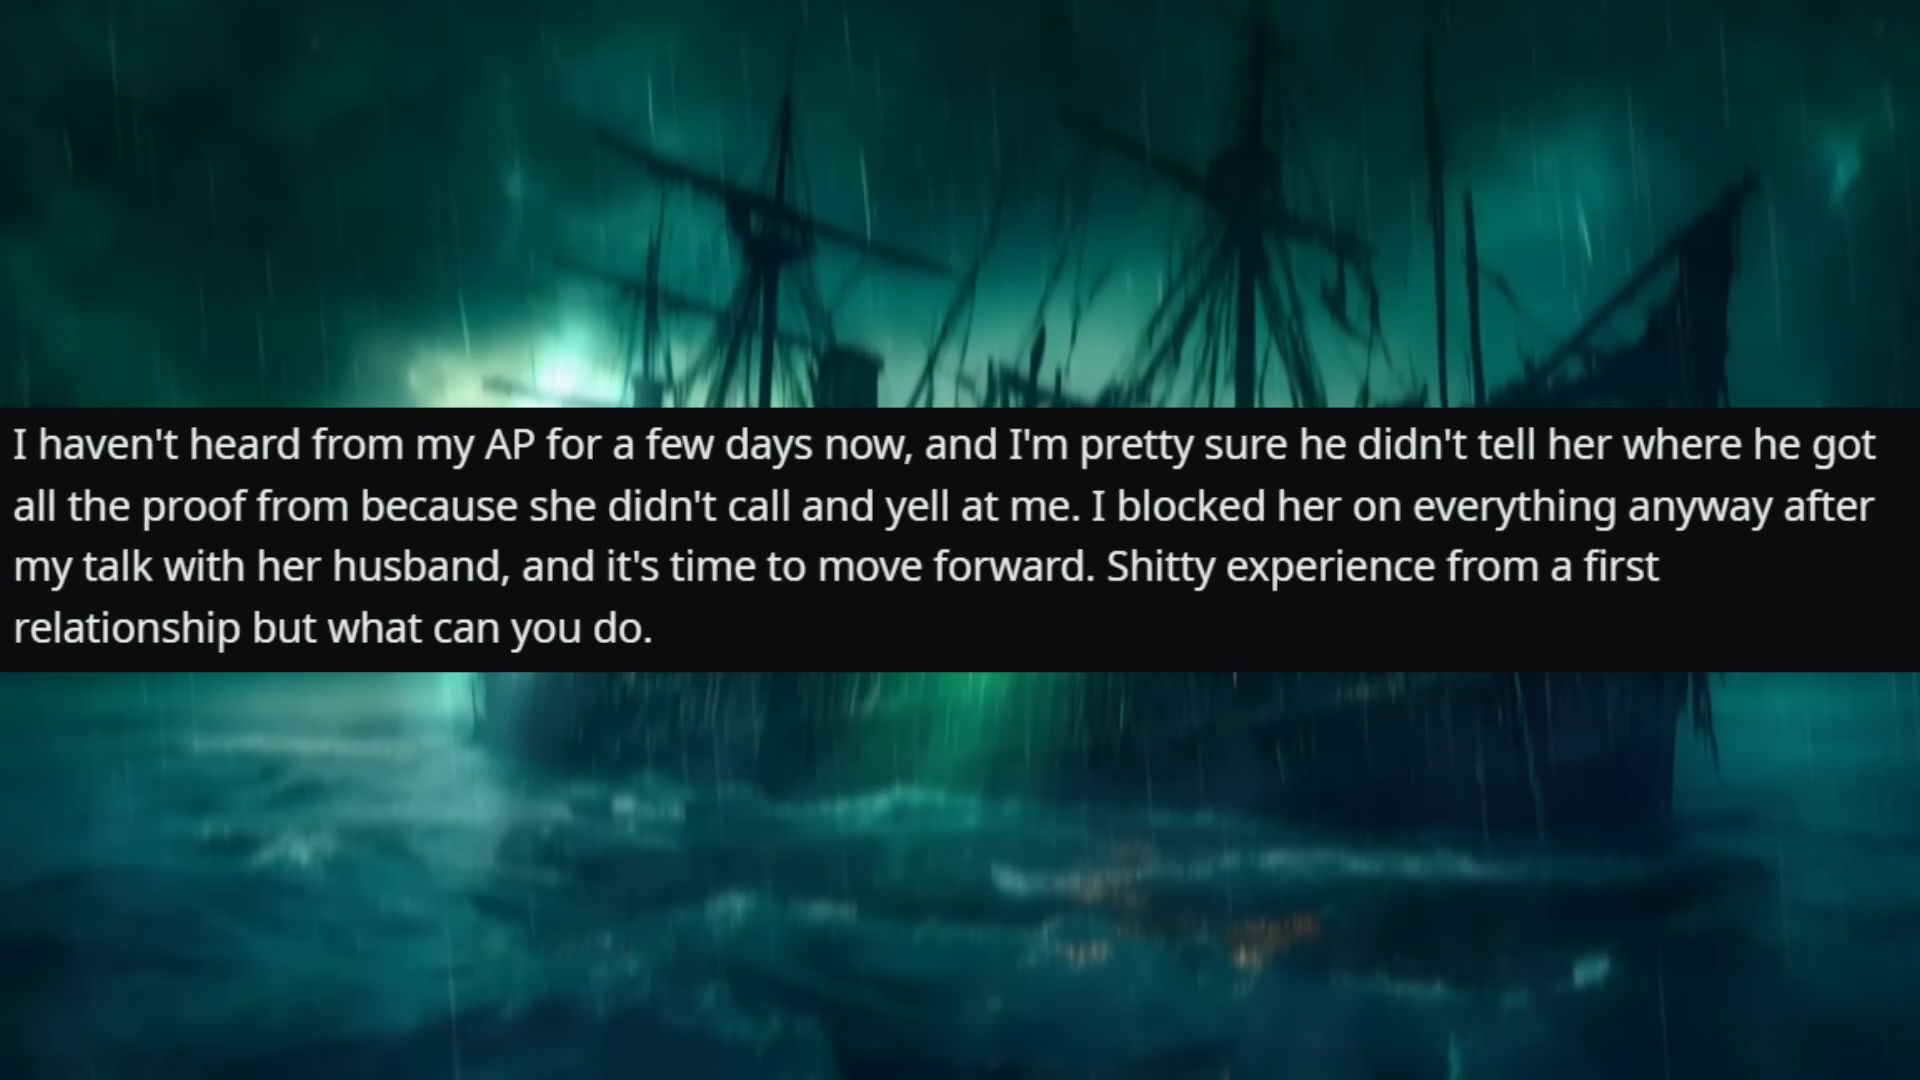 I haven't heard from my AP for a few days now, and I'm pretty sure he didn't tell her where he got
all the proof from because she didn't call and yell at me. I blocked her on everything anyway after
my talk with her husband, and it's time to move forward. Shitty experience from a first
relationship but what can you do.